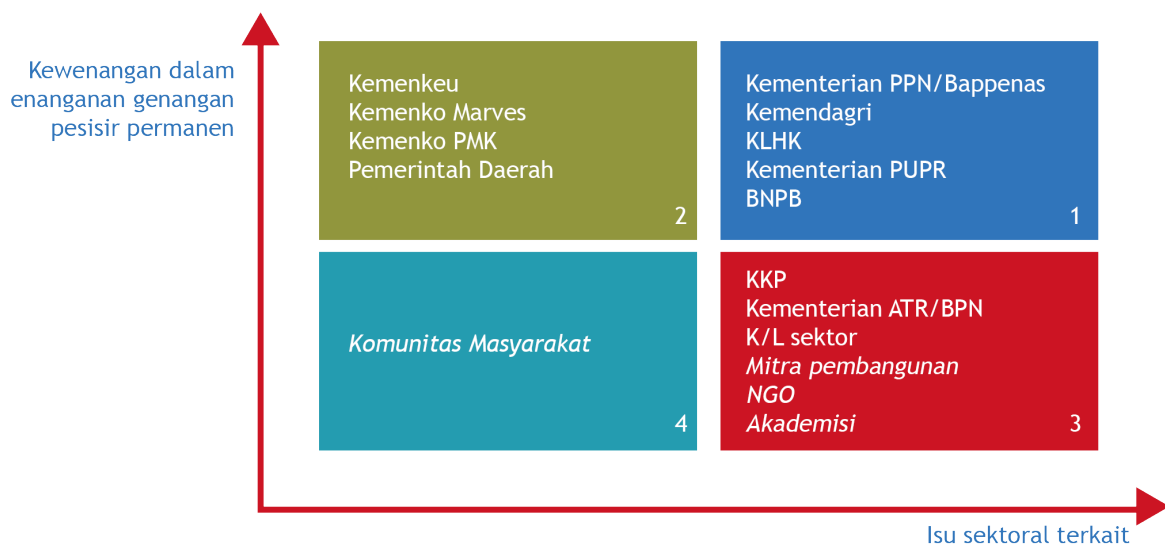 Kewenangan dalam
enanganan genangan
pesisir permanen
Kemenkeu
Kemenko Marves
Kemenko PMK
Pemerintah Daerah
2
Kementerian PPN/Bappenas
Kemendagri
KLHK
Kementerian PUPR
BNPB
1
Komunitas Masyarakat
4
KKP
Kementerian ATR/BPN
K/L sektor
Mitra pembangunan
NGO
Akademisi
3
Isu sektoral terkait